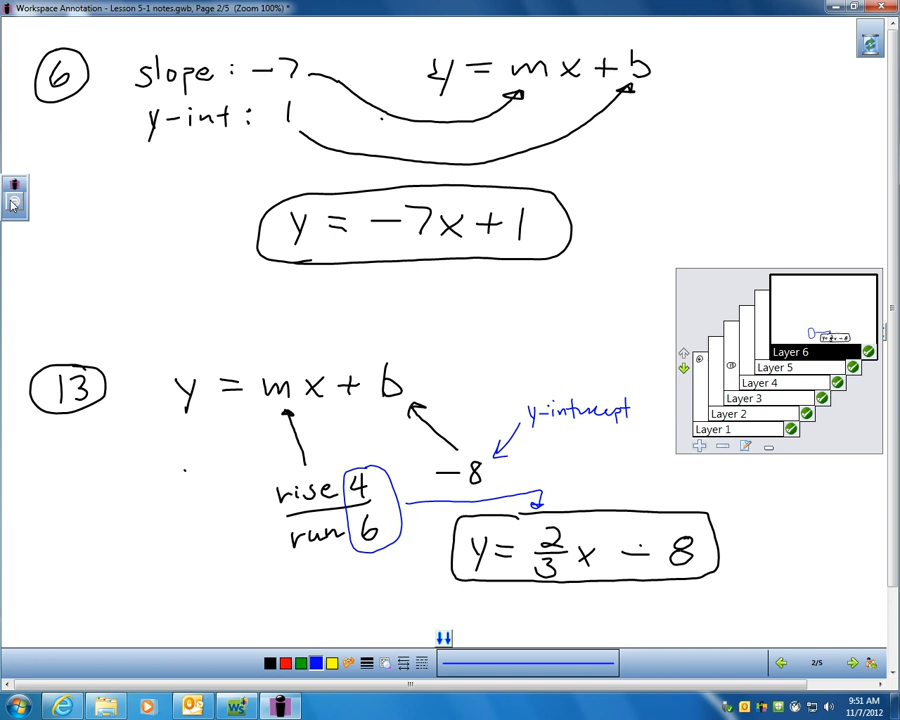 Workspace Annotation - Lesson 5-1 notes.gwb, Page 2/5 (Zoom 100%) *
6
slope : -7
y = mx + b
y-int : 1
y = -7x + 1
Layer 6
Layer 5
Layer 4
Layer 3
Layer 2
Layer 1
13
y = mx + b
y-intercept
-8
rise 4
run 6
y = 2/3 x - 8
2/5
9:51 AM
11/7/2012